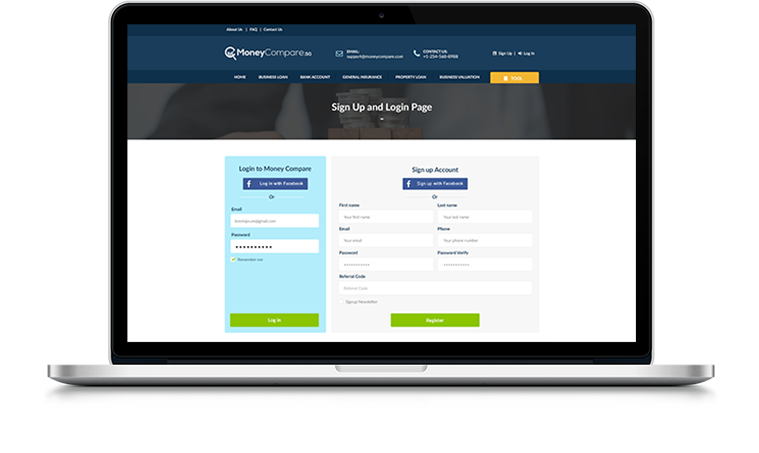 About Us | FAQ | Contact Us
MoneyCompare.SG
EMAIL:
support@moneycompare.com
CONTACT US:
+1-254-568-8988
Sign Up | Log In
HOME BUSINESS LOAN BANK ACCOUNT GENERAL INSURANCE PROPERTY LOAN BUSINESS VALUATION TOOL
Sign Up and Login Page
Login to Money Compare
Log in with Facebook
Or
Email
Password
Remember me
Log in
Sign up Account
Sign up with Facebook
Or
First name Last name
Your first name Your last name
Email Phone
Your email Your phone number
Password Password Verify
Referral Code
Referral Code
Signup Newsletter
Register